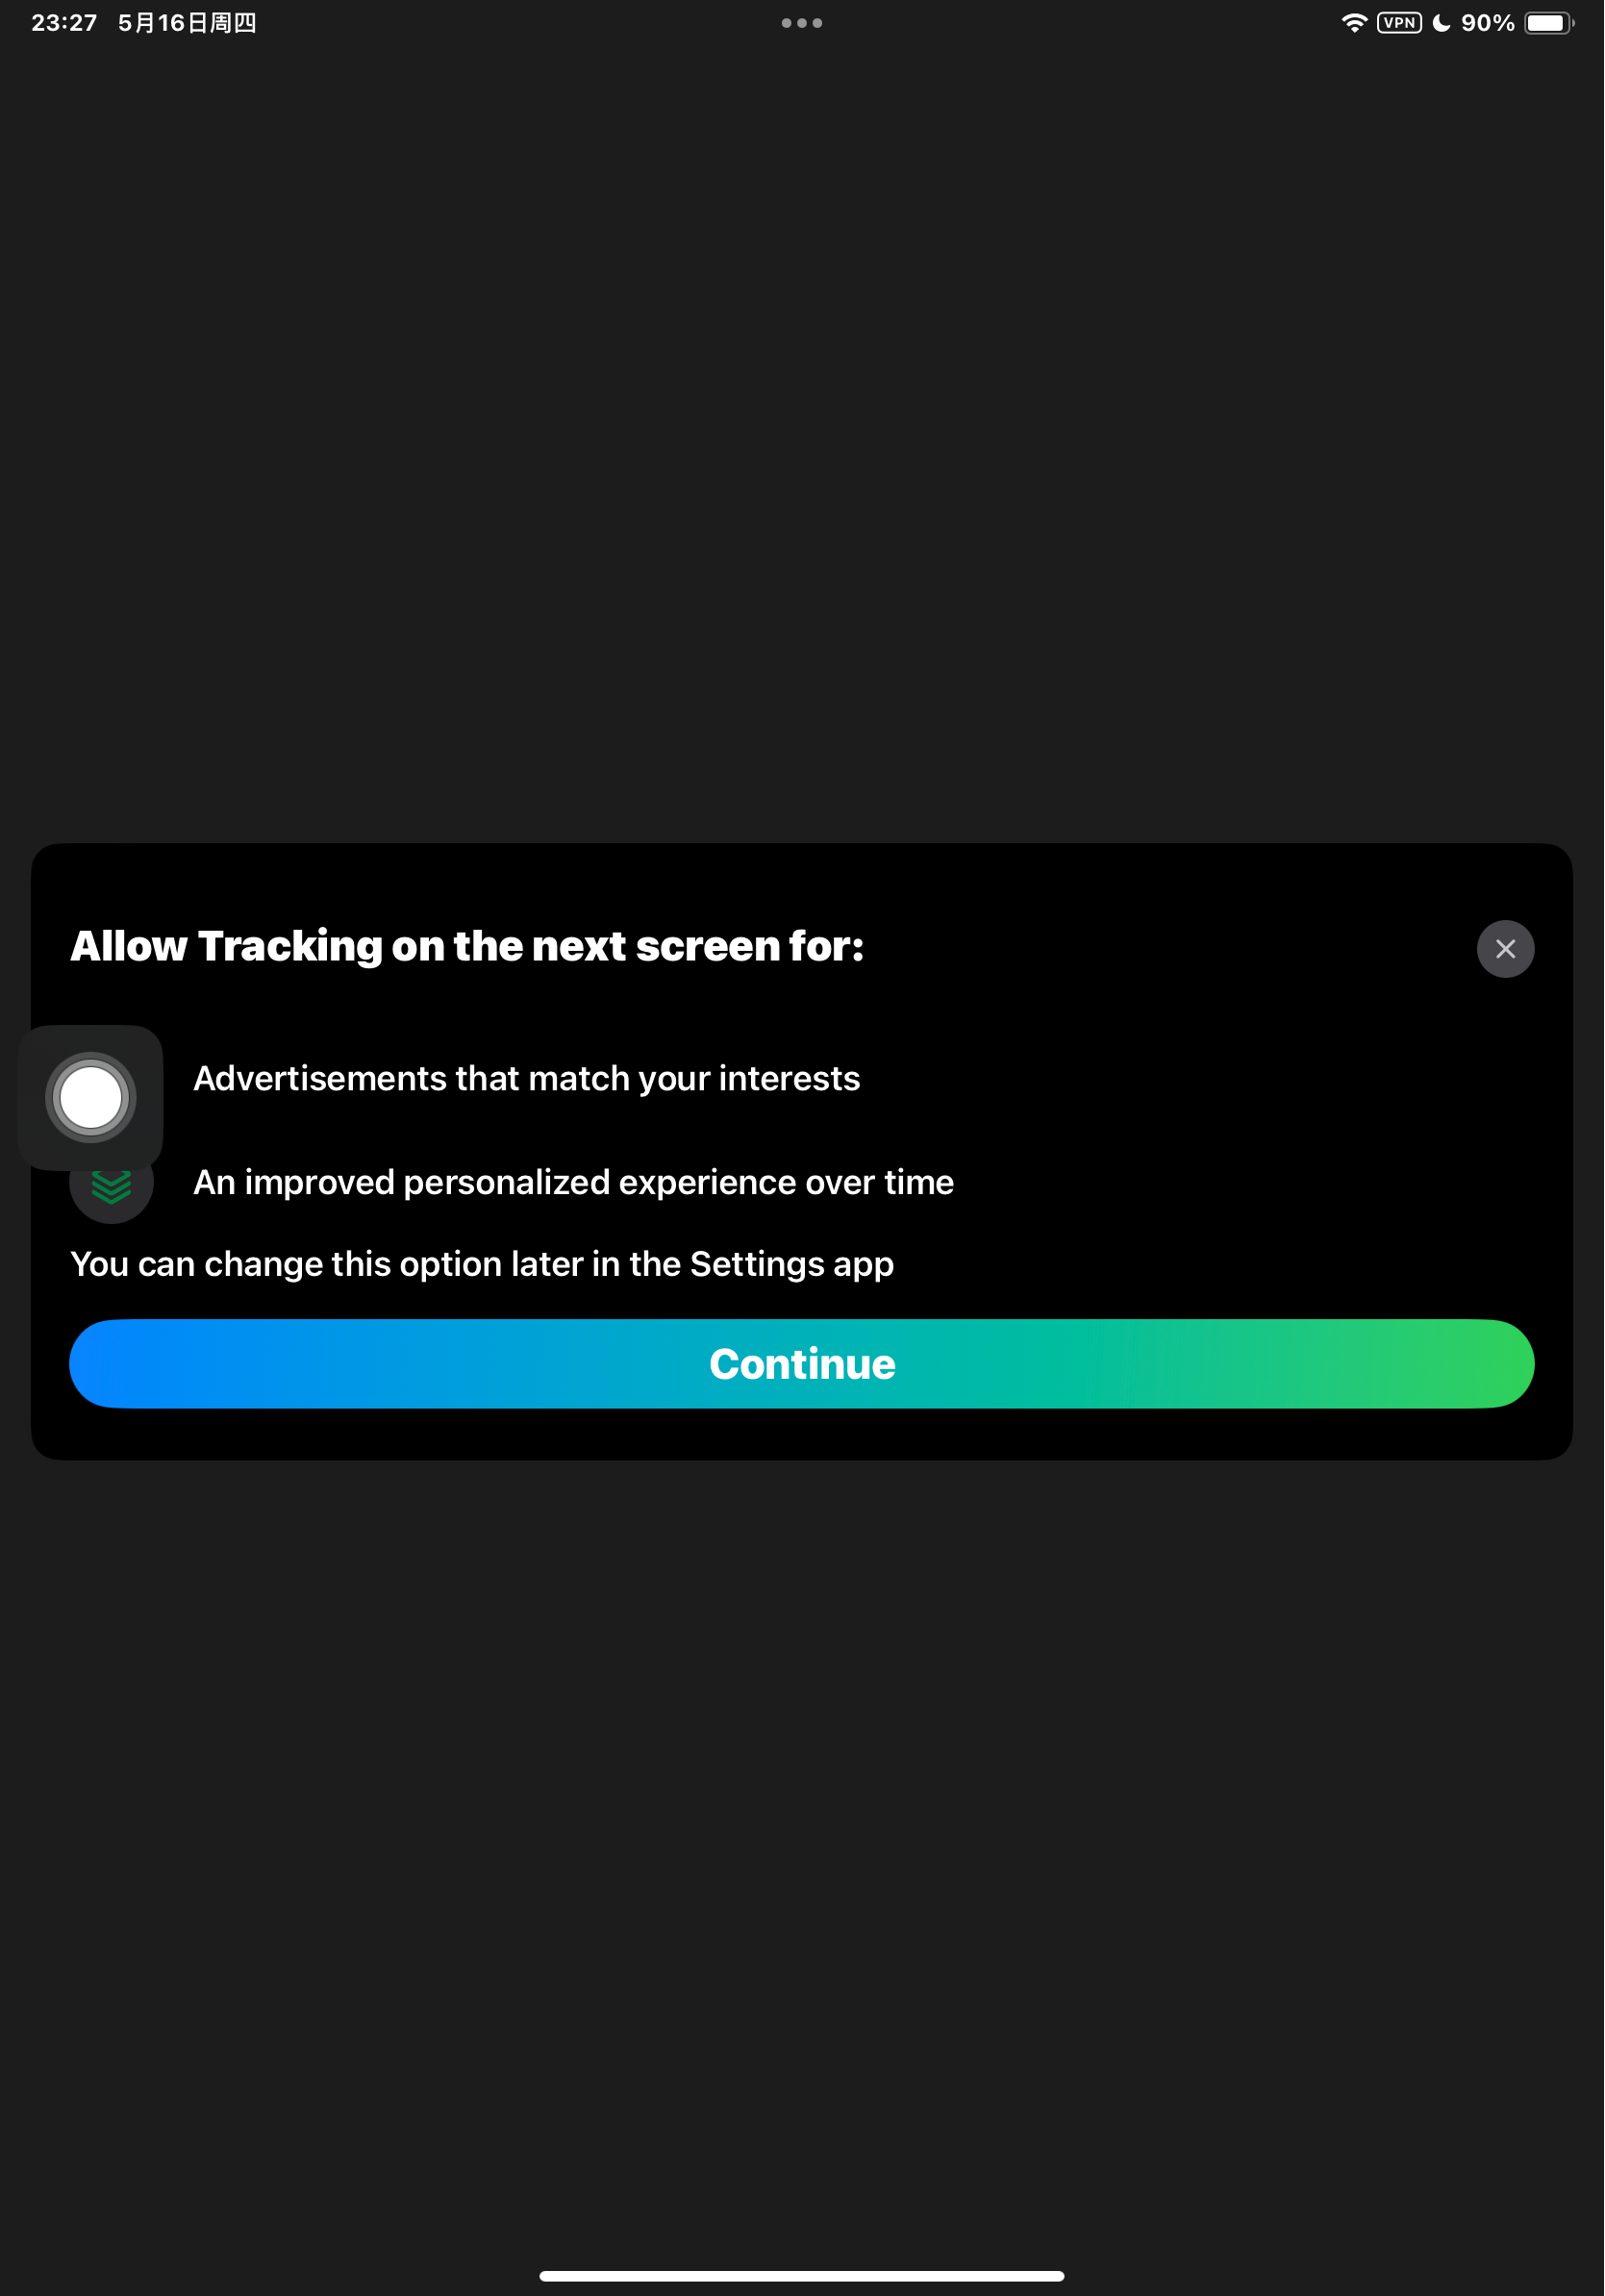 23:27 5月16日周四
VPN 90%
Allow Tracking on the next screen for:
Advertisements that match your interests
An improved personalized experience over time
You can change this option later in the Settings app
Continue